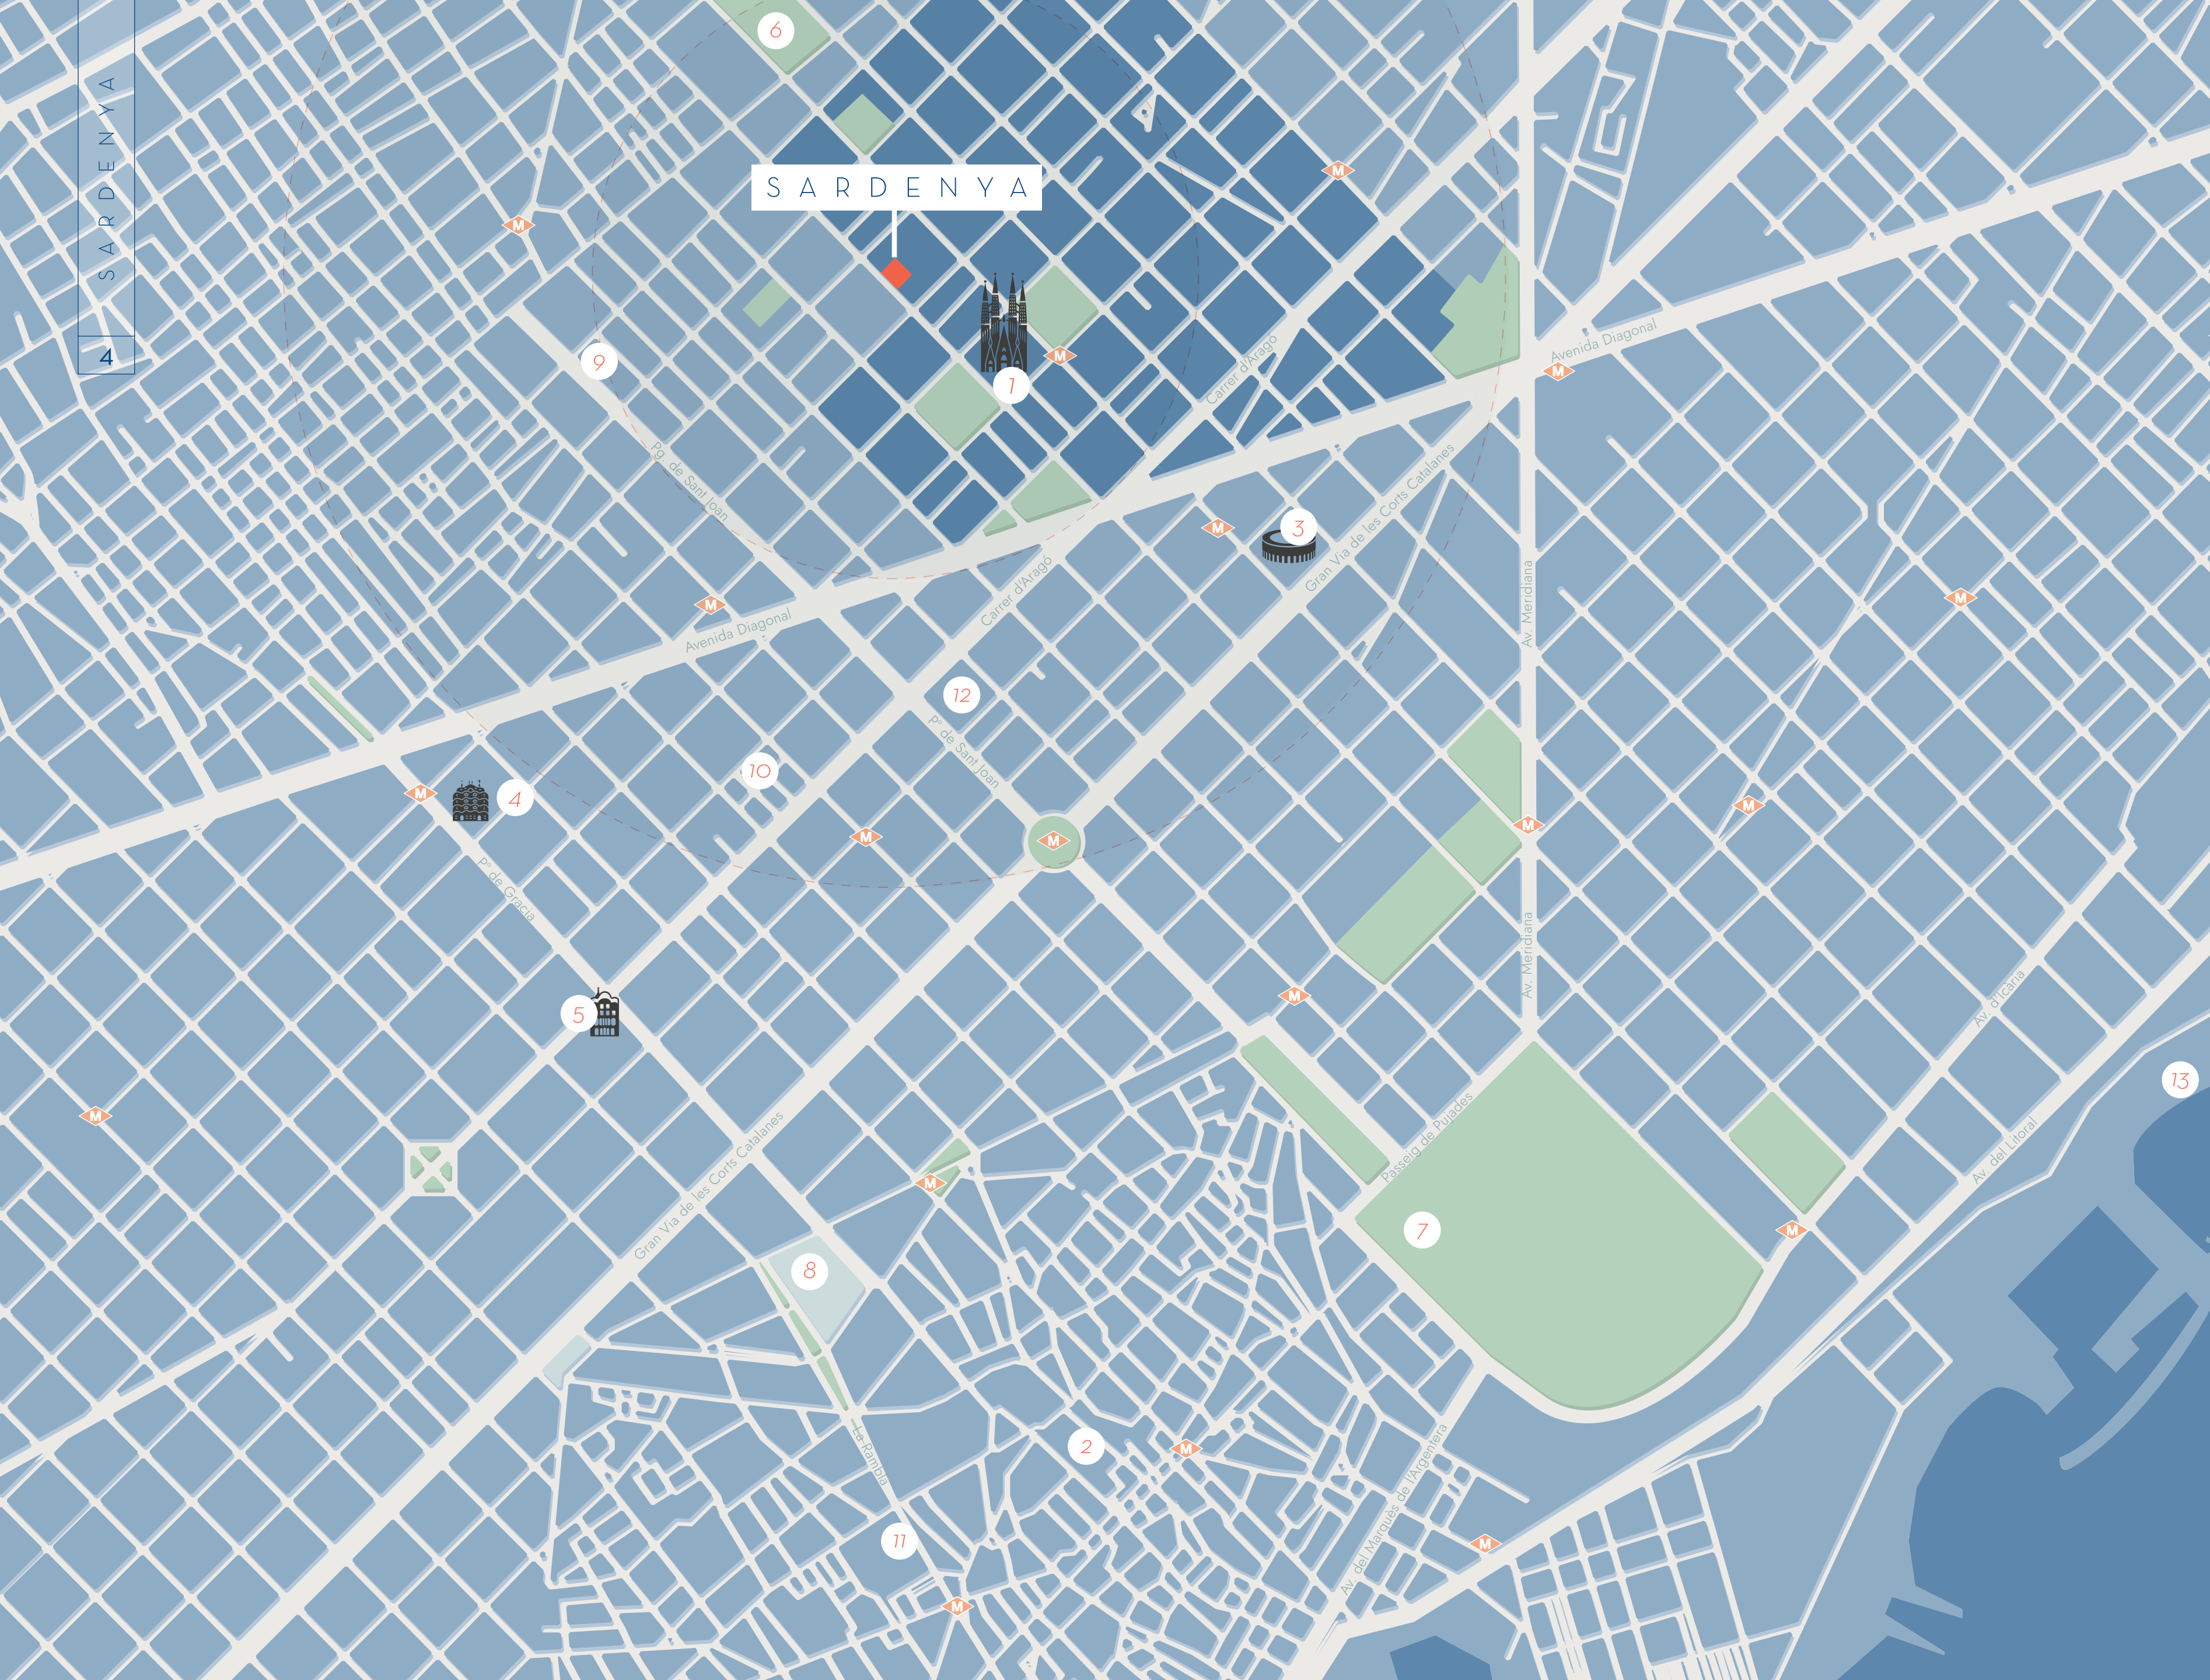 SARDENYA
4
6
SARDENYA
M
M
9
M
1
Carrer d'Aragó
Avenida Diagonal
M
Pg. de Sant Joan
M
3
Gran Via de les Corts Catalanes
Carrer d'Aragó
M
Avenida Diagonal
Av. Meridiana
M
12
Pº de Sant Joan
10
M
4
M
M
M
M
Pº de Gracia
Av. Meridiana
5
M
Av. d'Icaria
13
M
Gran Via de les Corts Catalanes
Passeig de Pujades
Av. del Litoral
M
7
M
8
La Rambla
2
M
Av. del Marquès de l'Argentera
11
M
M